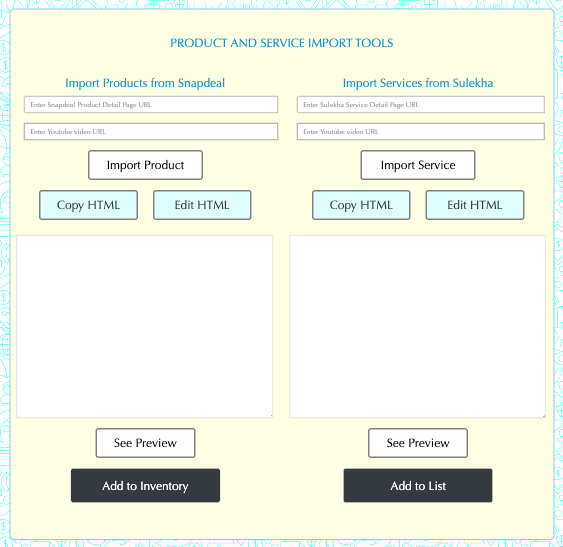 PRODUCT AND SERVICE IMPORT TOOLS
Import Products from Snapdeal
Enter Snapdeal Product Detail Page URL
Enter Youtube video URL
Import Product
Copy HTML
Edit HTML
See Preview
Add to Inventory
Import Services from Sulekha
Enter Sulekha Service Detail Page URL
Enter Youtube video URL
Import Service
Copy HTML
Edit HTML
See Preview
Add to List